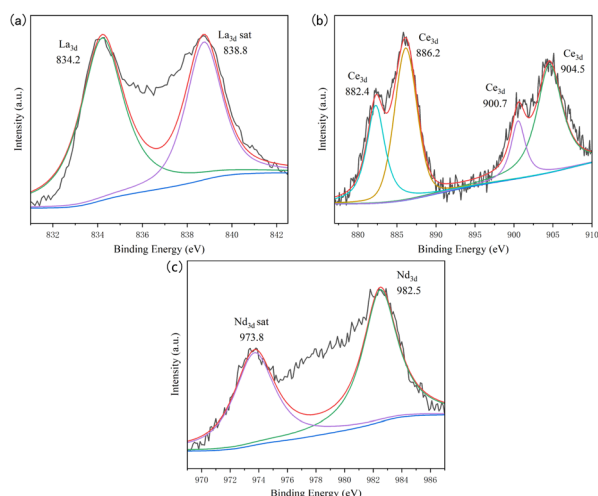 (a)
La3d
834.2
La3d sat
838.8
Intensity (a.u.)
832 834 836 838 840 842
Binding Energy (eV)
(b)
Ce3d
882.4
Ce3d
886.2
Ce3d
900.7
Ce3d
904.5
Intensity (a.u.)
880 885 890 895 900 905 910
Binding Energy (eV)
(c)
Nd3d sat
973.8
Nd3d
982.5
Intensity (a.u.)
970 972 974 976 978 980 982 984 986
Binding Energy (eV)